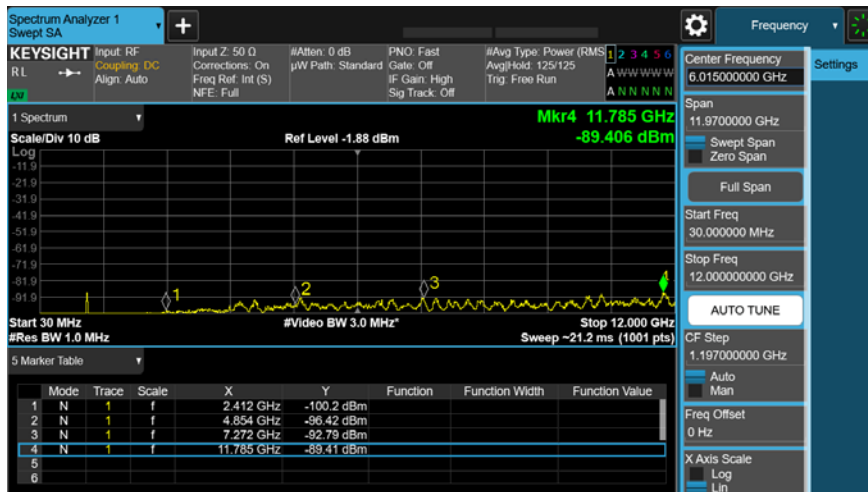 Spectrum Analyzer 1
Swept SA
+
Frequency
KEYSIGHT
RL
LXI
Input: RF
Coupling: DC
Align: Auto
Input Z: 50 Ω
Corrections: On
Freq Ref: Int (S)
NFE: Full
#Atten: 0 dB
µW Path: Standard
PNO: Fast
Gate: Off
IF Gain: High
Sig Track: Off
#Avg Type: Power (RMS
Avg|Hold: 125/125
Trig: Free Run
1 2 3 4 5 6
A W W W W W
A N N N N N
1 Spectrum
Scale/Div 10 dB
Ref Level -1.88 dBm
Mkr4 11.785 GHz
-89.406 dBm
Log
-11.9
-21.9
-31.9
-41.9
-51.9
-61.9
-71.9
-81.9
-91.9
1
2
3
4
Start 30 MHz
#Video BW 3.0 MHz*
Stop 12.000 GHz
#Res BW 1.0 MHz
Sweep ~21.2 ms (1001 pts)
5 Marker Table
Mode Trace Scale X Y Function Function Width Function Value
1 N 1 f 2.412 GHz -100.2 dBm
2 N 1 f 4.854 GHz -96.42 dBm
3 N 1 f 7.272 GHz -92.79 dBm
4 N 1 f 11.785 GHz -89.41 dBm
5
6
Center Frequency
6.015000000 GHz
Settings
Span
11.9700000 GHz
Swept Span
Zero Span
Full Span
Start Freq
30.000000 MHz
Stop Freq
12.000000000 GHz
AUTO TUNE
CF Step
1.197000000 GHz
Auto
Man
Freq Offset
0 Hz
X Axis Scale
Log
Lin